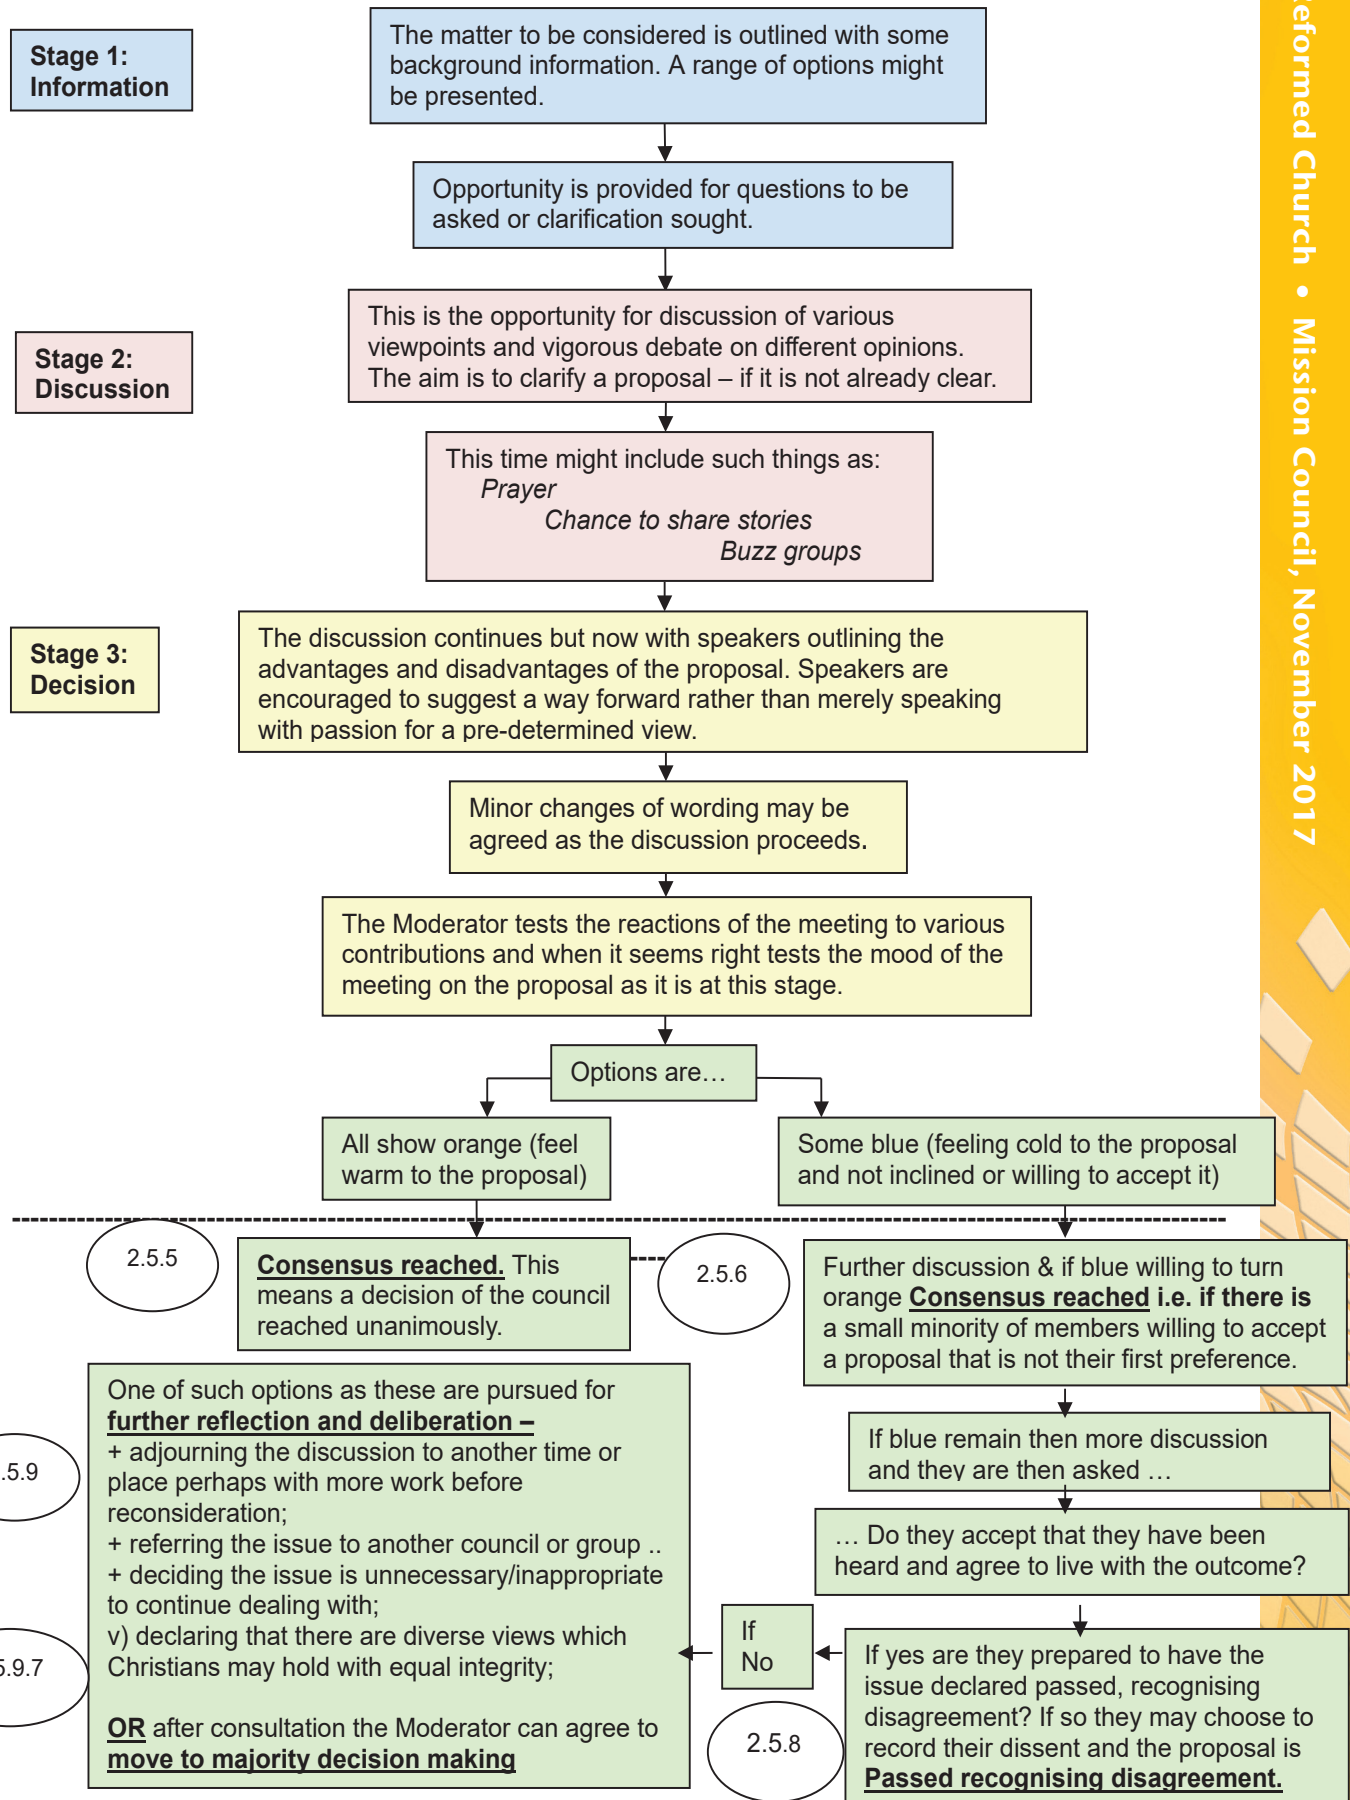 Stage 1:
Information
The matter to be considered is outlined with some
background information. A range of options might
be presented.
Opportunity is provided for questions to be
asked or clarification sought.
Stage 2:
Discussion
This is the opportunity for discussion of various
viewpoints and vigorous debate on different opinions.
The aim is to clarify a proposal – if it is not already clear.
This time might include such things as:
Prayer
Chance to share stories
Buzz groups
Stage 3:
Decision
The discussion continues but now with speakers outlining the
advantages and disadvantages of the proposal. Speakers are
encouraged to suggest a way forward rather than merely speaking
with passion for a pre-determined view.
Minor changes of wording may be
agreed as the discussion proceeds.
The Moderator tests the reactions of the meeting to various
contributions and when it seems right tests the mood of the
meeting on the proposal as it is at this stage.
Options are…
All show orange (feel
warm to the proposal)
Some blue (feeling cold to the proposal
and not inclined or willing to accept it)
2.5.5
Consensus reached. This
means a decision of the council
reached unanimously.
2.5.6
Further discussion & if blue willing to turn
orange Consensus reached i.e. if there is
a small minority of members willing to accept
a proposal that is not their first preference.
One of such options as these are pursued for
further reflection and deliberation –
+ adjourning the discussion to another time or
place perhaps with more work before
reconsideration;
+ referring the issue to another council or group ..
+ deciding the issue is unnecessary/inappropriate
to continue dealing with;
v) declaring that there are diverse views which
Christians may hold with equal integrity;
OR after consultation the Moderator can agree to
move to majority decision making
.5.9
5.9.7
If blue remain then more discussion
and they are then asked …
… Do they accept that they have been
heard and agree to live with the outcome?
If
No
2.5.8
If yes are they prepared to have the
issue declared passed, recognising
disagreement? If so they may choose to
record their dissent and the proposal is
Passed recognising disagreement.
eformed Church • Mission Council, November 2017